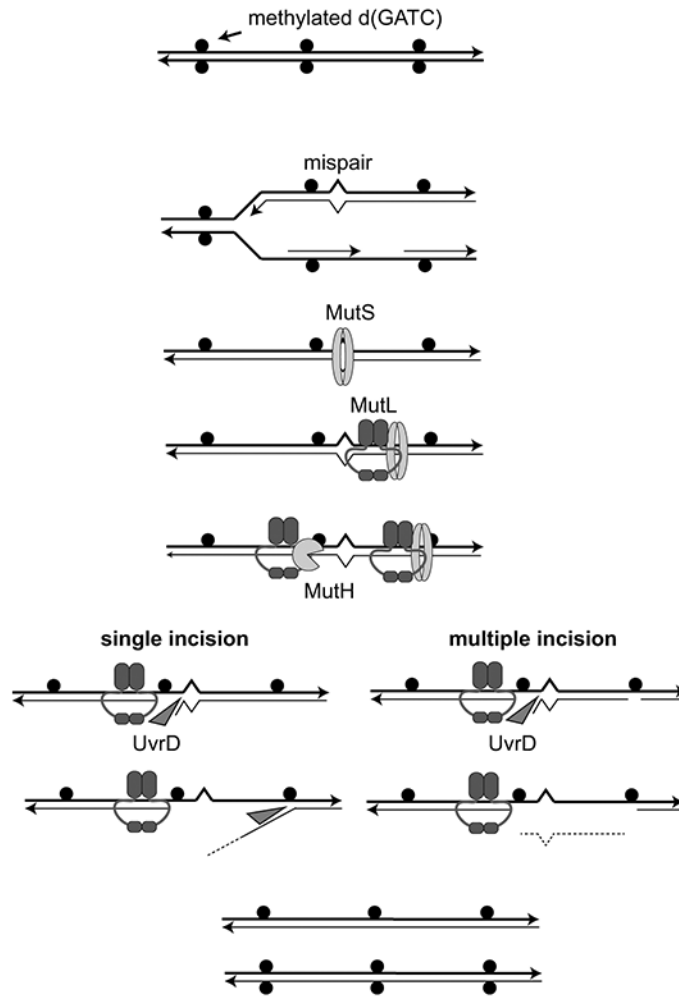 methylated d(GATC)
mispair
MutS
MutL
MutH
single incision
multiple incision
UvrD
UvrD